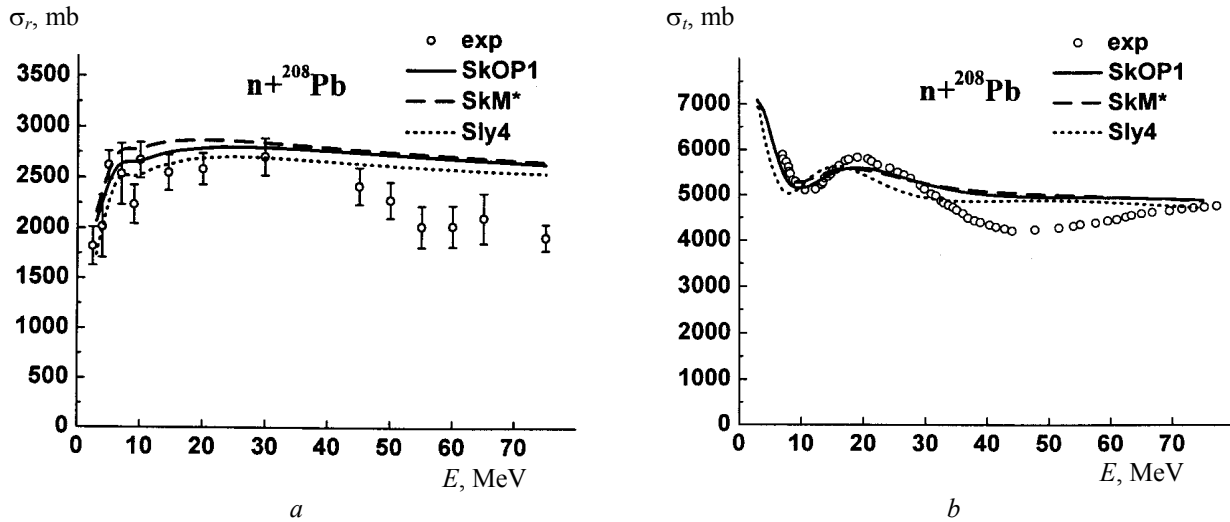 σr, mb
exp
SkOP1
SkM*
Sly4
n+²⁰⁸Pb
3500
3000
2500
2000
1500
1000
500
0
0 10 20 30 40 50 60 70
E, MeV
a
σt, mb
exp
SkOP1
SkM*
Sly4
n+²⁰⁸Pb
7000
6000
5000
4000
3000
2000
1000
0
0 10 20 30 40 50 60 70
E, MeV
b